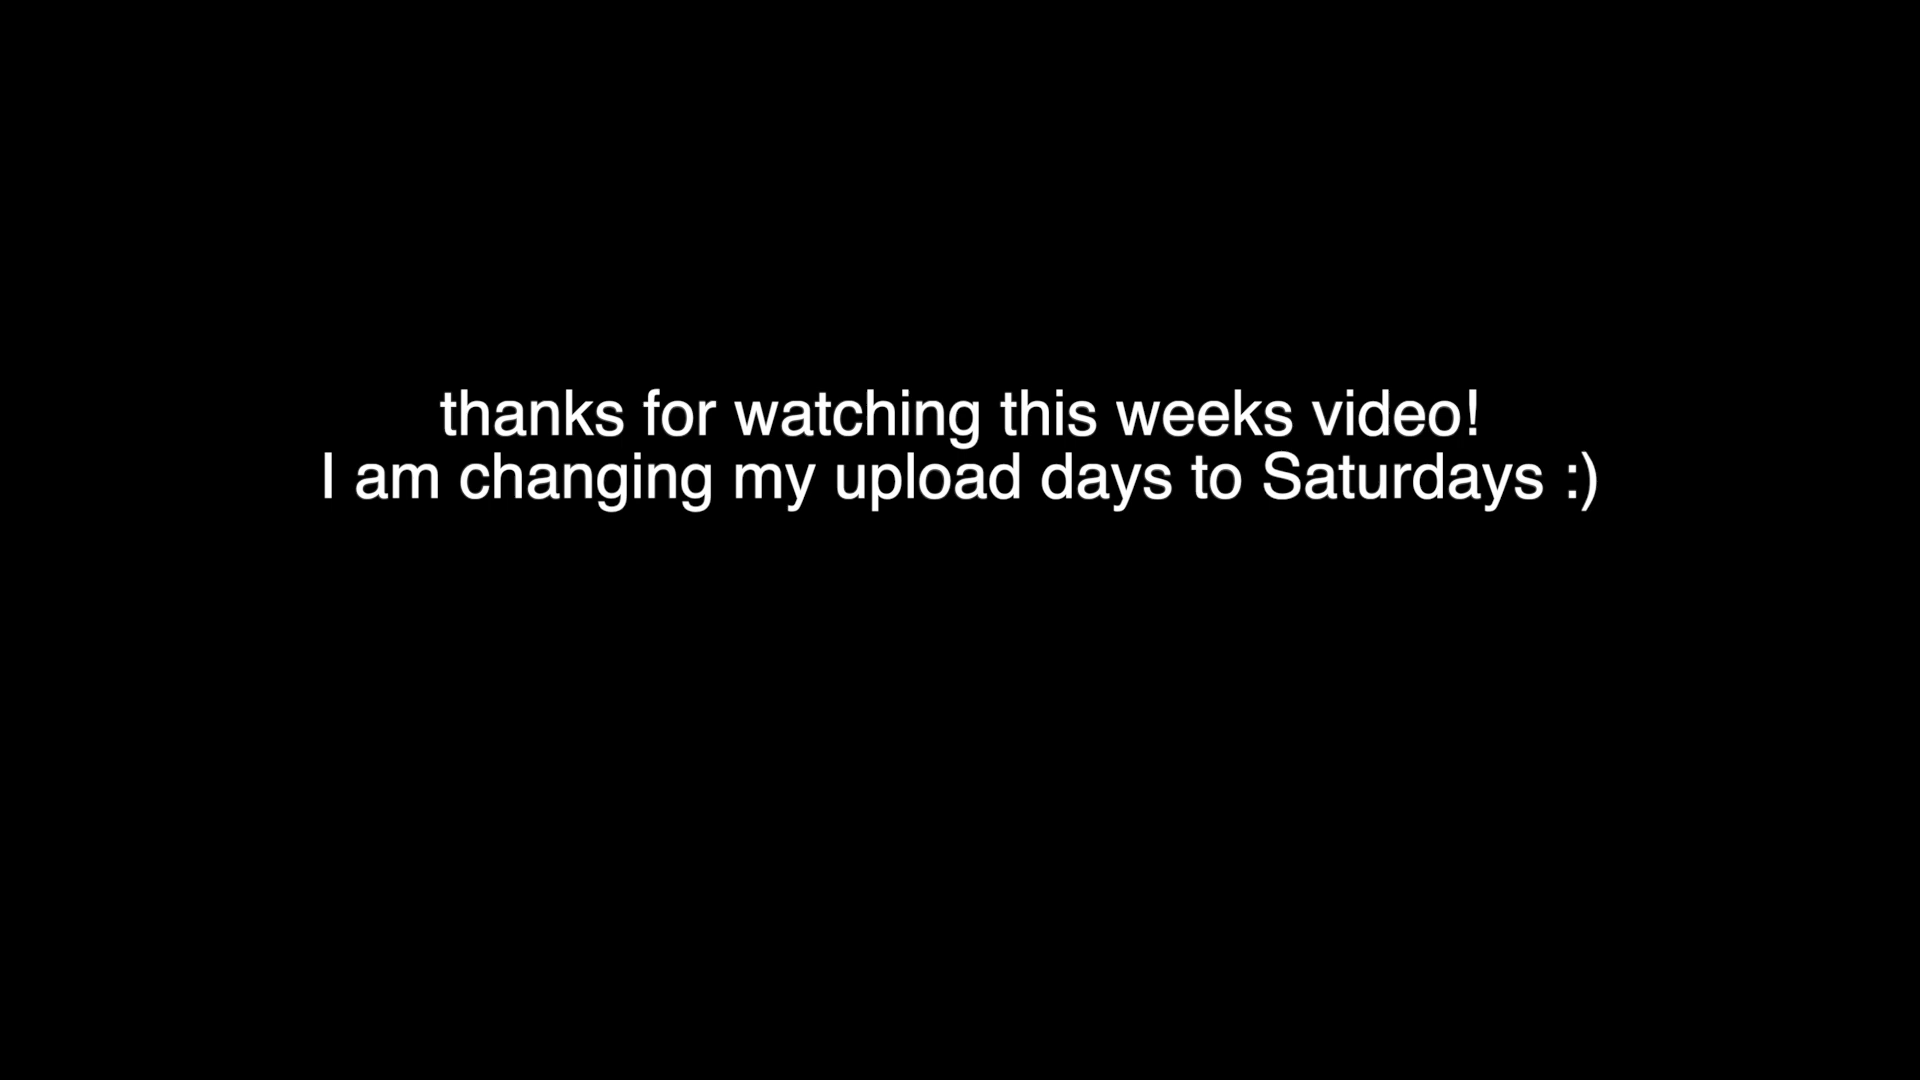 thanks for watching this weeks video!
I am changing my upload days to Saturdays :)